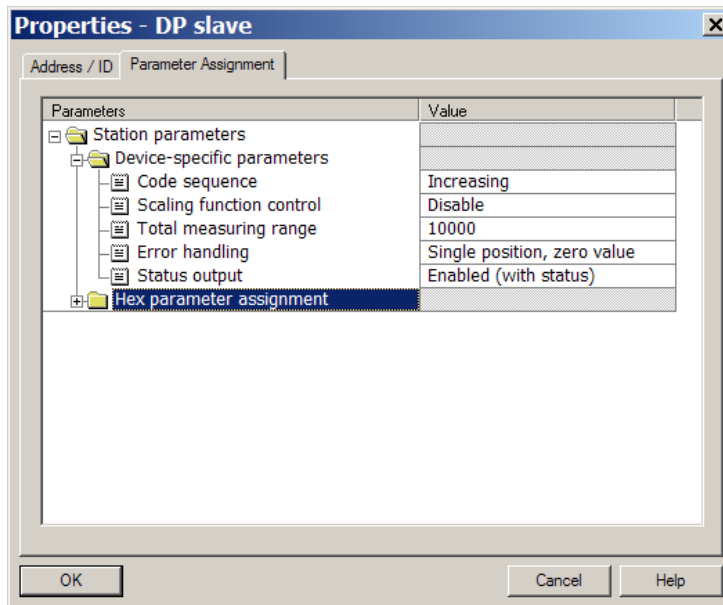 Properties - DP slave
Address / ID Parameter Assignment
Parameters Value
Station parameters
Device-specific parameters
Code sequence Increasing
Scaling function control Disable
Total measuring range 10000
Error handling Single position, zero value
Status output Enabled (with status)
Hex parameter assignment
OK Cancel Help